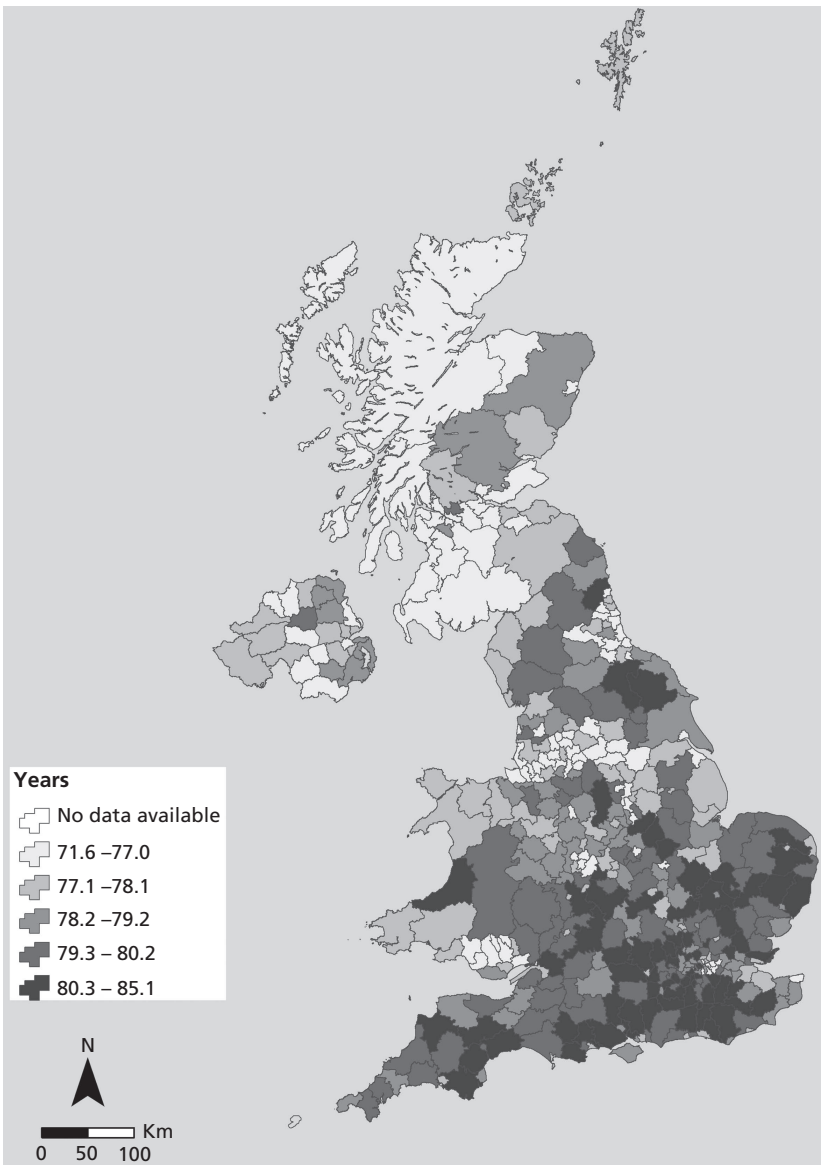 Years
No data available
71.6 –77.0
77.1 –78.1
78.2 –79.2
79.3 – 80.2
80.3 – 85.1
N
Km
0 50 100